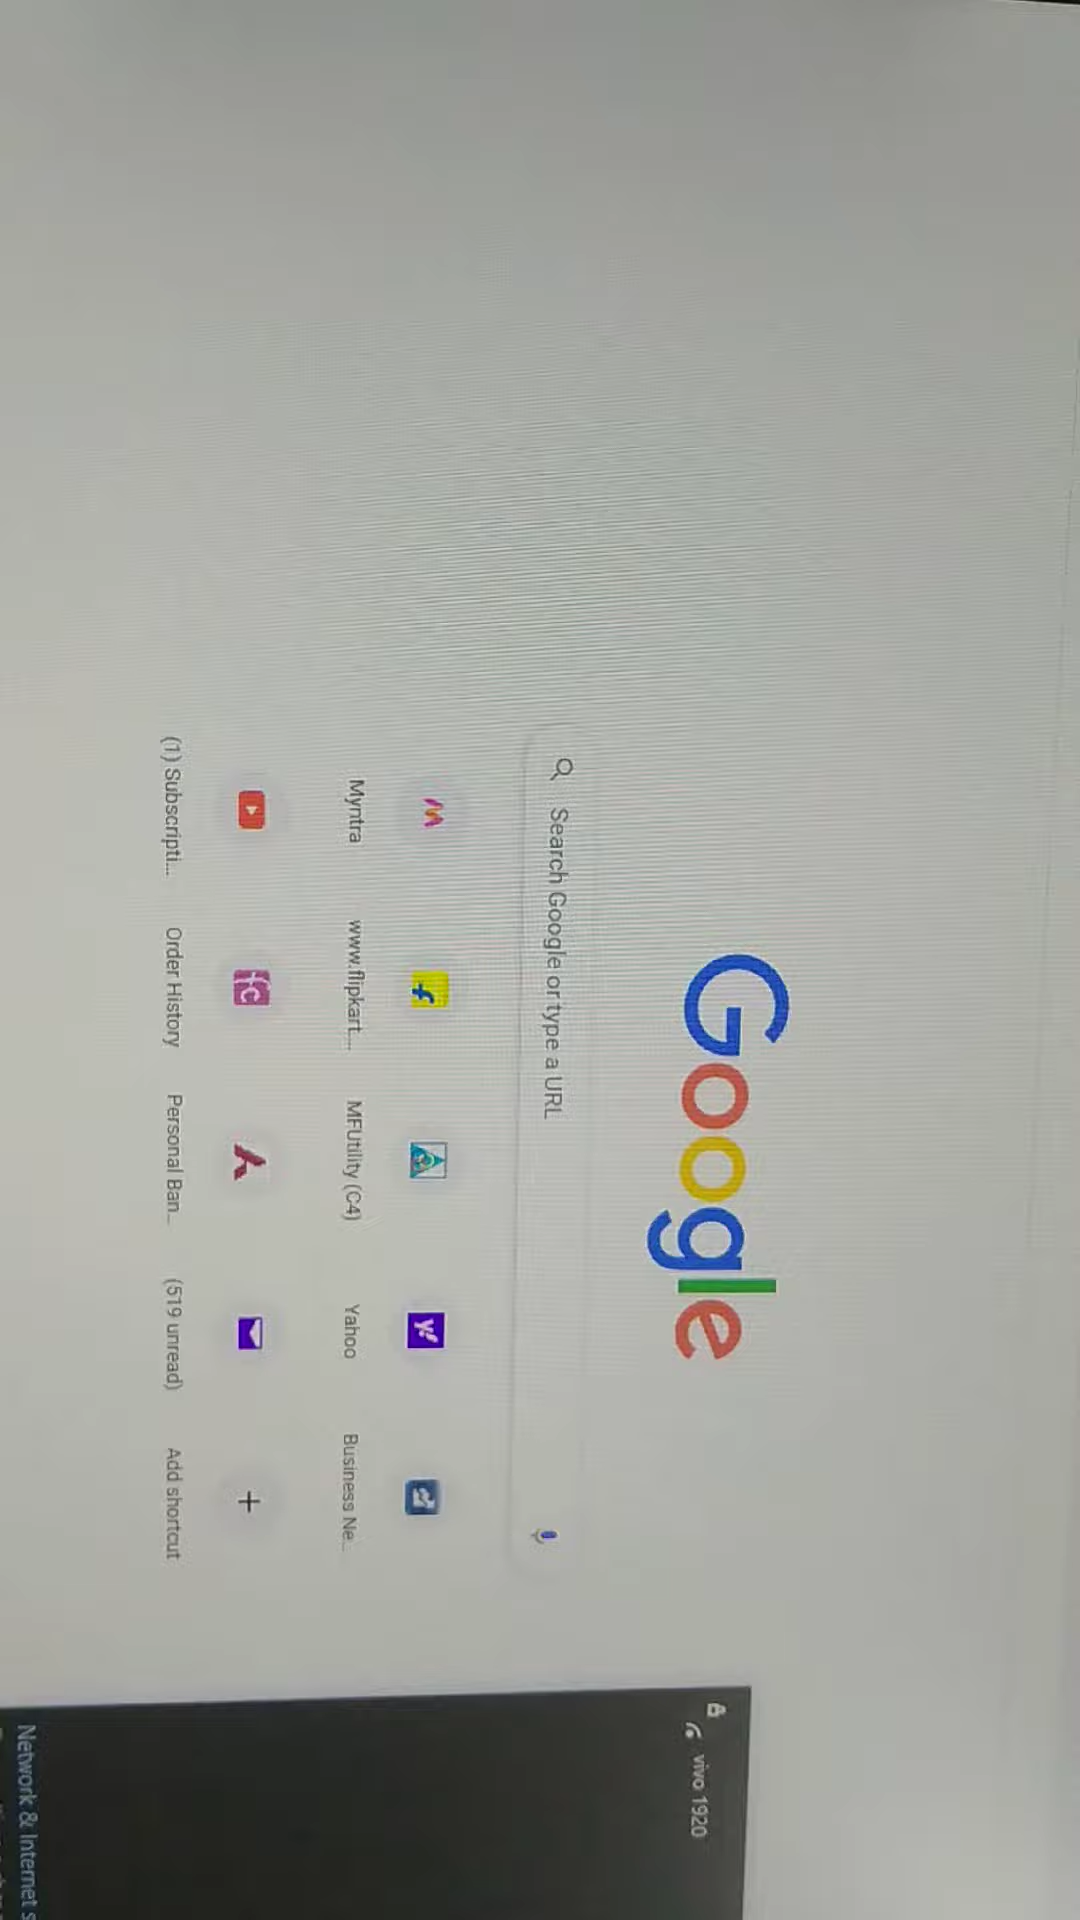 Google
Search Google or type a URL
Myntra
www.flipkart...
MFUtility (C4)
Yahoo
Business Ne...
(1) Subscripti...
Order History
Personal Ban...
(519 unread)
Add shortcut
vivo 1920
Network & Internet s